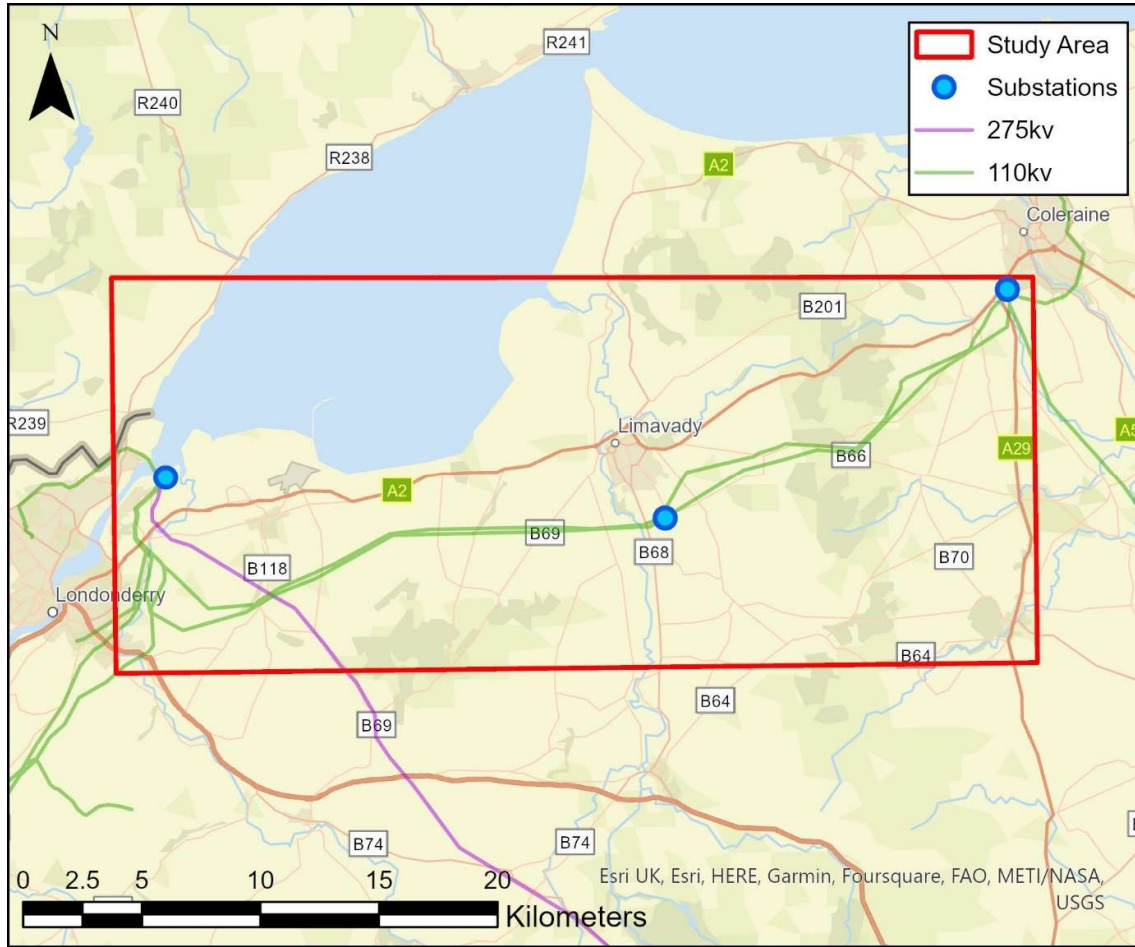 N
R241
R240
R238
A2
Study Area
Substations
275kv
110kv
Coleraine
B201
R239
Limavady
B66
A29
A5
A2
B69
B68
B70
B118
Londonderry
B64
B64
B69
B74
B74
0 2.5 5 10 15 20
Kilometers
Esri UK, Esri, HERE, Garmin, Foursquare, FAO, METI/NASA,
USGS